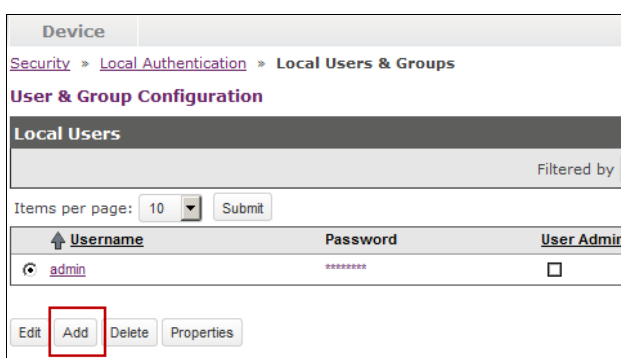 Device
Security » Local Authentication » Local Users & Groups
User & Group Configuration
Local Users
Filtered by
Items per page: 10 Submit
Username Password User Admin
admin ******** 
Edit Add Delete Properties